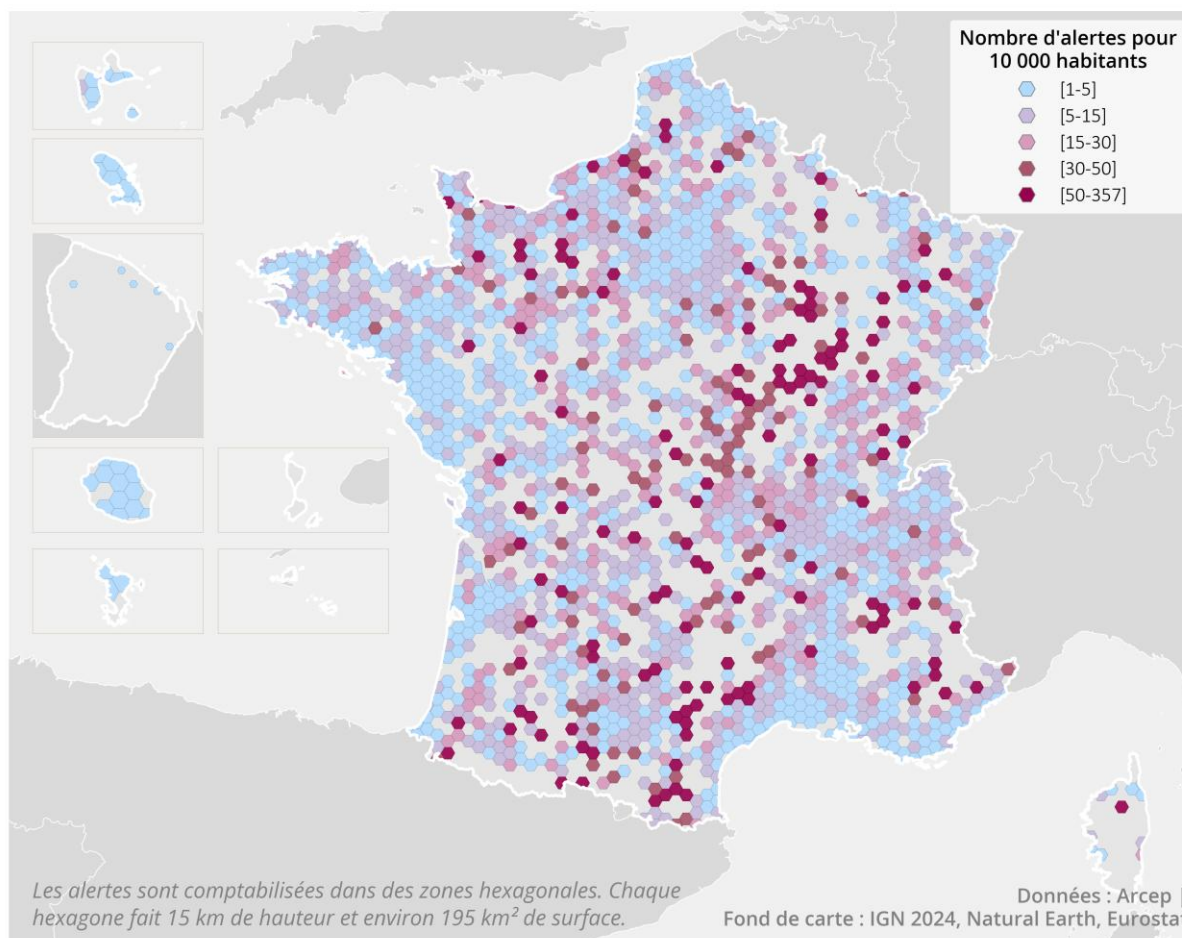 Nombre d'alertes pour
10 000 habitants
[1-5]
[5-15]
[15-30]
[30-50]
[50-357]
Les alertes sont comptabilisées dans des zones hexagonales. Chaque
hexagone fait 15 km de hauteur et environ 195 km² de surface.
Données : Arcep |
Fond de carte : IGN 2024, Natural Earth, Eurostat